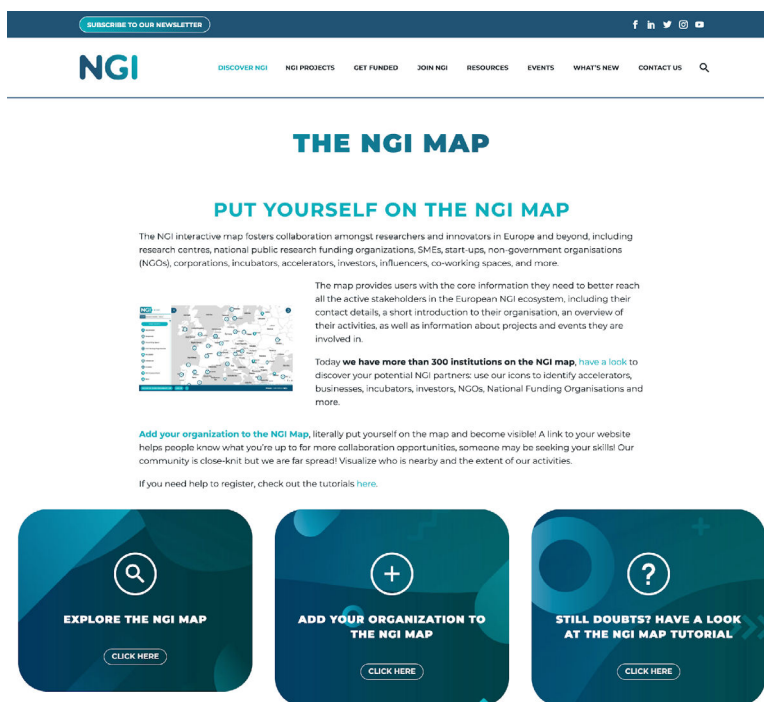 SUBSCRIBE TO OUR NEWSLETTER
NGI
DISCOVER NGI NGI PROJECTS GET FUNDED JOIN NGI RESOURCES EVENTS WHAT'S NEW CONTACT US
THE NGI MAP
PUT YOURSELF ON THE NGI MAP
The NGI interactive map fosters collaboration amongst researchers and innovators in Europe and beyond, including
research centres, national public research funding organizations, SMEs, start-ups, non-government organisations
(NGOs), corporations, incubators, accelerators, investors, influencers, co-working spaces, and more.
The map provides users with the core information they need to better reach
all the active stakeholders in the European NGI ecosystem, including their
contact details, a short introduction to their organisation, an overview of
their activities, as well as information about projects and events they are
involved in.
NGI
Today we have more than 300 institutions on the NGI map, have a look to
discover your potential NGI partners: use our icons to identify accelerators,
businesses, incubators, investors, NGOs, National Funding Organisations and
more.
Add your organization to the NGI Map, literally put yourself on the map and become visible! A link to your website
helps people know what you're up to for more collaboration opportunities, someone may be seeking your skills! Our
community is close-knit but we are far spread! Visualize who is nearby and the extent of our activities.
If you need help to register, check out the tutorials here.
EXPLORE THE NGI MAP
CLICK HERE
ADD YOUR ORGANIZATION TO
THE NGI MAP
CLICK HERE
STILL DOUBTS? HAVE A LOOK
AT THE NGI MAP TUTORIAL
CLICK HERE